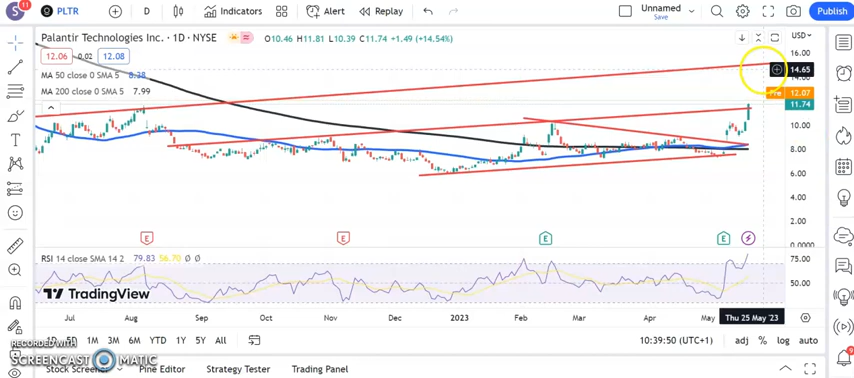 S 11 PLTR D Indicators Alert Replay Unnamed Save Publish
Palantir Technologies Inc. · 1D · NYSE O10.46 H11.81 L10.39 C11.74 +1.49 (+14.54%) USD
12.06 0.02 12.08
MA 50 close 0 SMA 5 8.38
MA 200 close 0 SMA 5 7.99
16.00
14.65
12.07
11.74
10.00
8.00
6.00
4.00
2.00
0.0000
E E E E
RSI 14 close SMA 14 2 79.83 56.70 Ø Ø
75.00
50.00
TradingView
Jul Aug Sep Oct Nov Dec 2023 Feb Mar Apr May Thu 25 May '23
5D 1M 3M 6M YTD 1Y 5Y All 10:39:50 (UTC+1) adj % log auto
RECORDED WITH
SCREENCAST MATIC
Stock Screener Pine Editor Strategy Tester Trading Panel
9